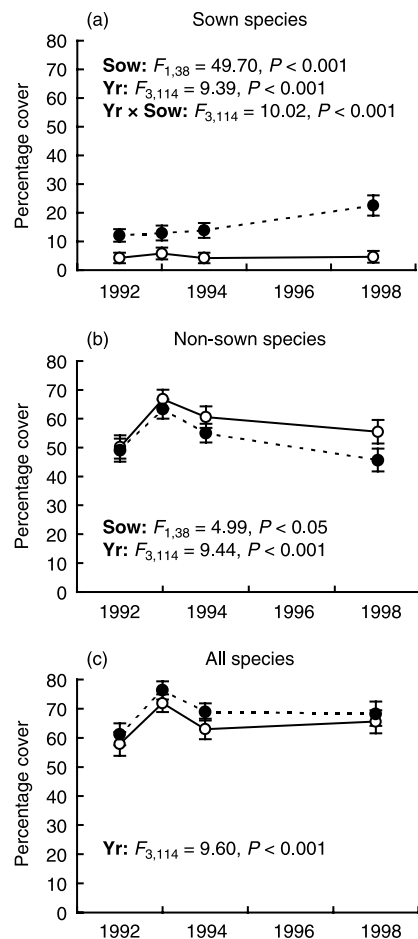 (a) Sown species
Sow: F1,38 = 49.70, P < 0.001
Yr: F3,114 = 9.39, P < 0.001
Yr × Sow: F3,114 = 10.02, P < 0.001
Percentage cover
80
70
60
50
40
30
20
10
0
1992 1994 1996 1998
(b) Non-sown species
Sow: F1,38 = 4.99, P < 0.05
Yr: F3,114 = 9.44, P < 0.001
Percentage cover
80
70
60
50
40
30
20
10
0
1992 1994 1996 1998
(c) All species
Yr: F3,114 = 9.60, P < 0.001
Percentage cover
80
70
60
50
40
30
20
10
0
1992 1994 1996 1998